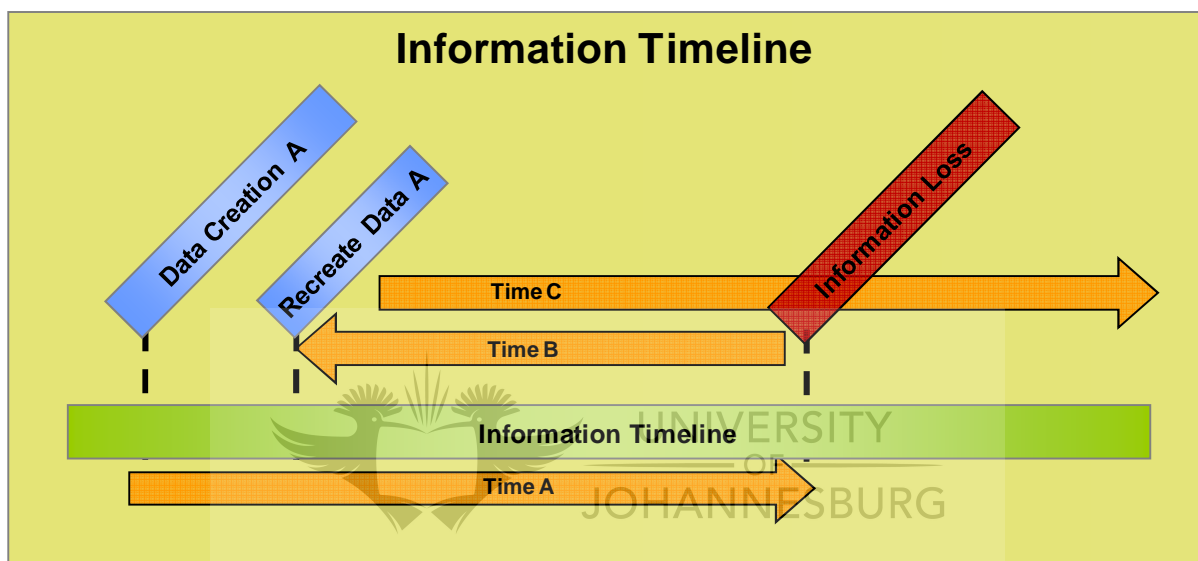 Information Timeline
Data Creation A
Recreate Data A
Information Loss
Time C
Time B
Information Timeline
Time A
UNIVERSITY
OF
JOHANNESBURG